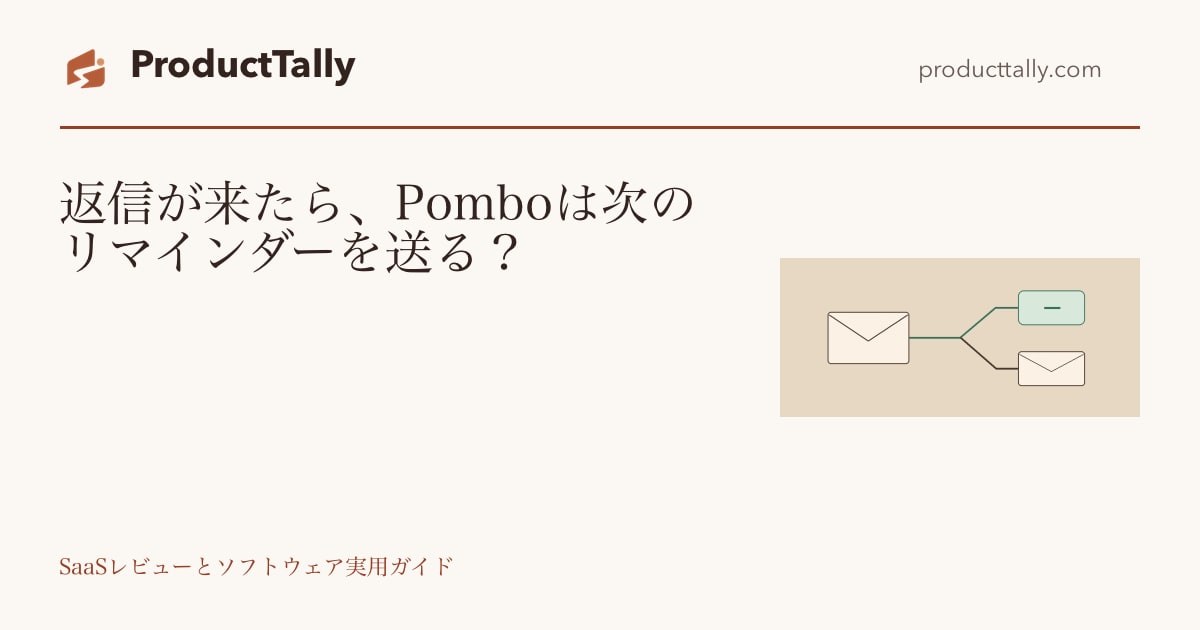 ProductTally
producttally.com
返信が来たら、Pomboは次の
リマインダーを送る？
SaaSレビューとソフトウェア実用ガイド